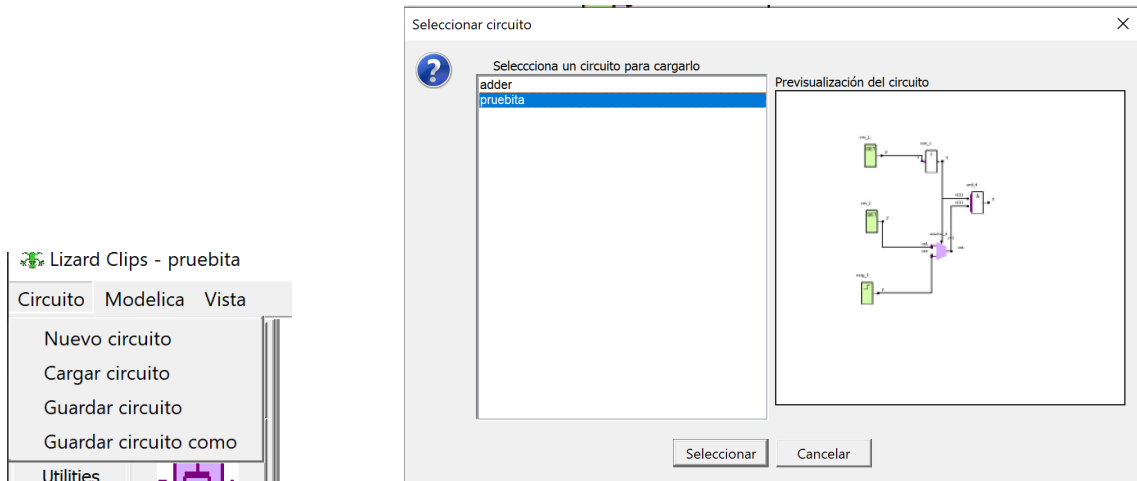 Lizard Clips - pruebita
Circuito Modelica Vista
Nuevo circuito
Cargar circuito
Guardar circuito
Guardar circuito como
Utilities
Seleccionar circuito
Seleccciona un circuito para cargarlo
adder
pruebita
Previsualización del circuito
Seleccionar
Cancelar